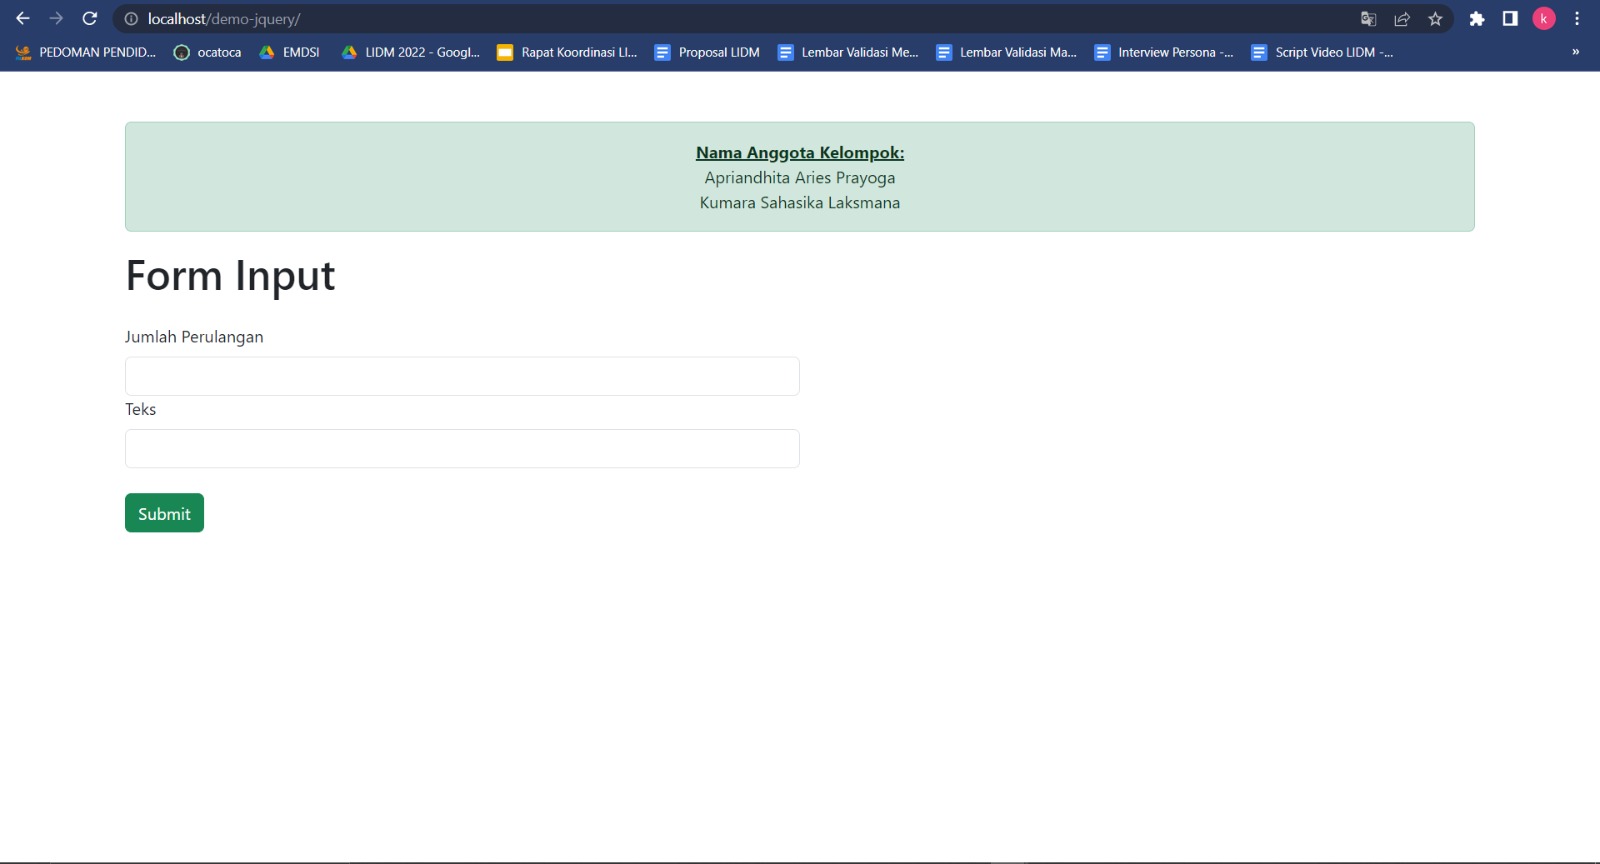 localhost/demo-jquery/
k
PEDOMAN PENDID... ocatoca EMDSI LIDM 2022 - Googl... Rapat Koordinasi LI... Proposal LIDM Lembar Validasi Me... Lembar Validasi Ma... Interview Persona -... Script Video LIDM -... »
Nama Anggota Kelompok:
Apriandhita Aries Prayoga
Kumara Sahasika Laksmana
Form Input
Jumlah Perulangan
Teks
Submit